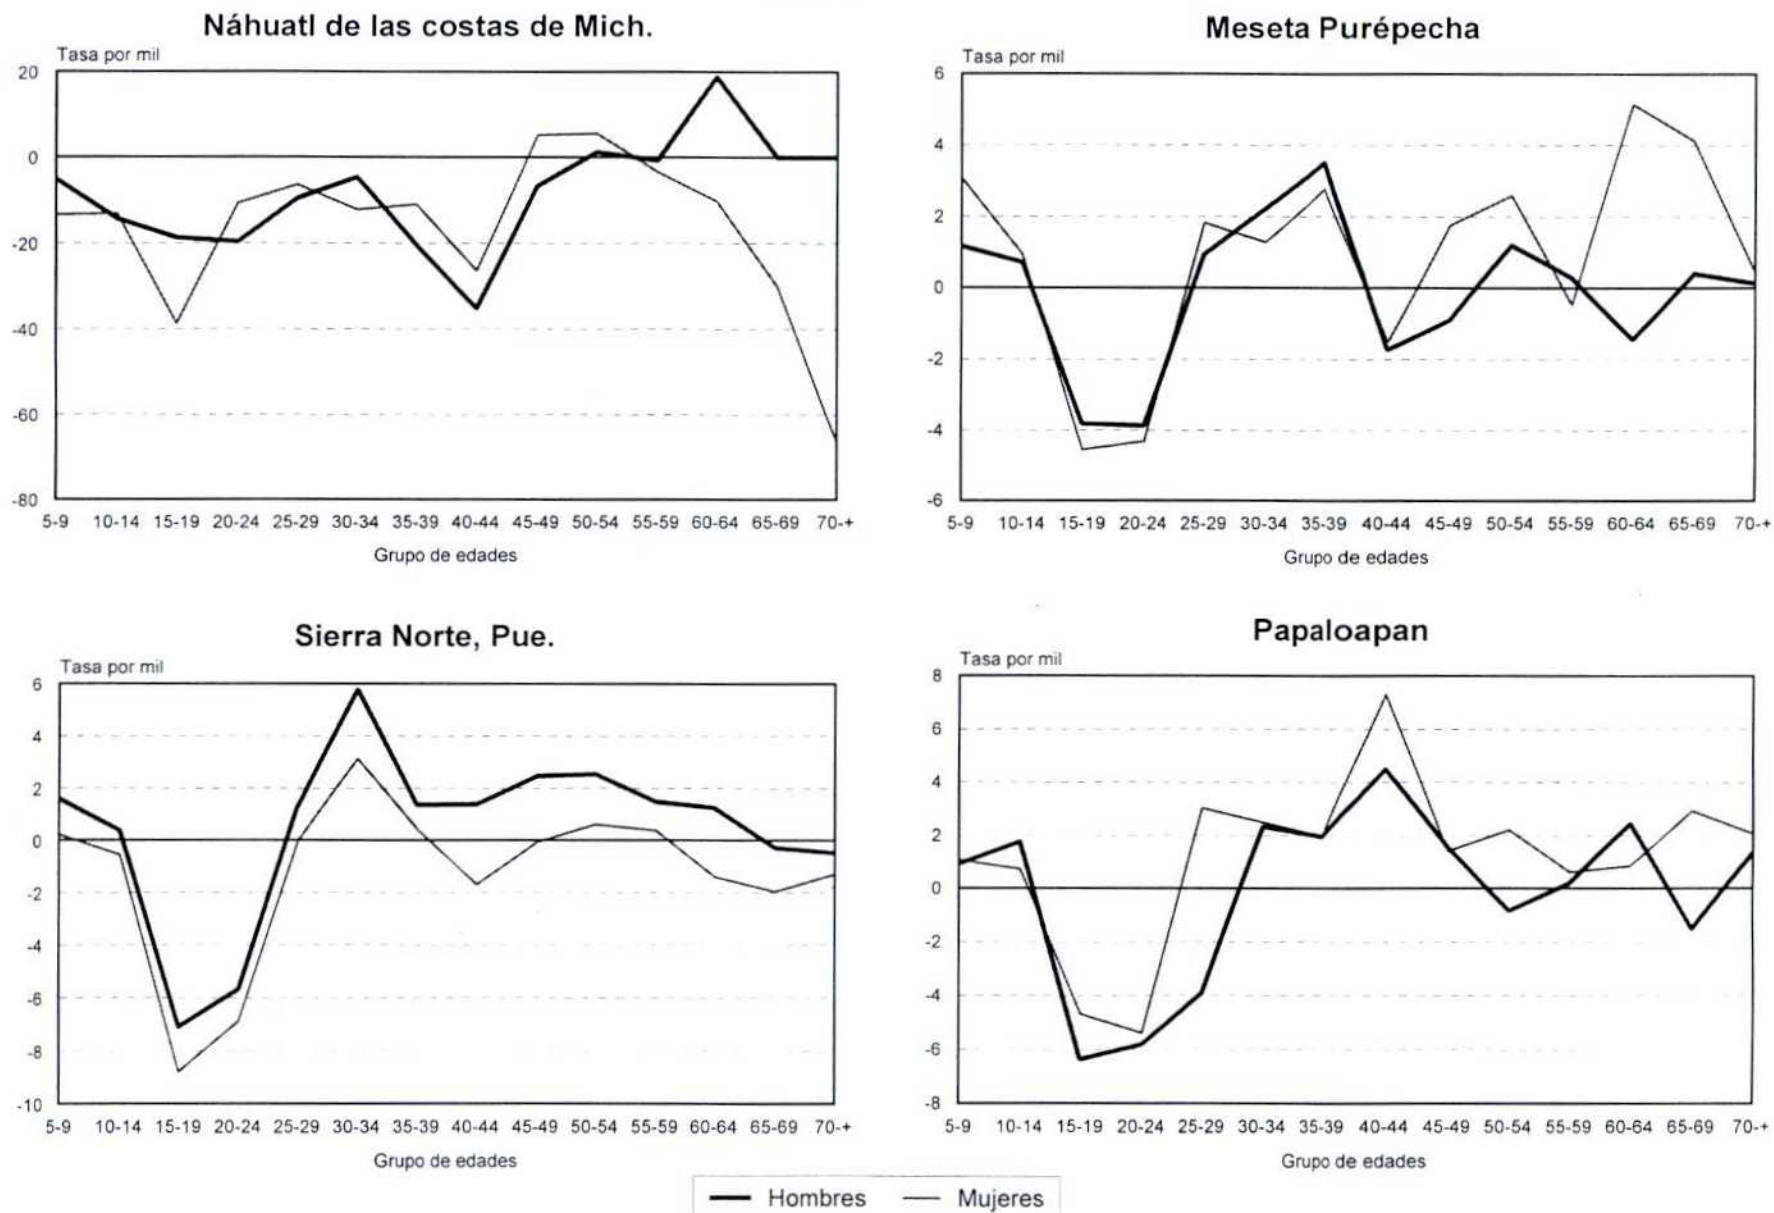 Náhuatl de las costas de Mich.
Tasa por mil
20
0
-20
-40
-60
-80
5-9 10-14 15-19 20-24 25-29 30-34 35-39 40-44 45-49 50-54 55-59 60-64 65-69 70-+
Grupo de edades
Meseta Purépecha
Tasa por mil
6
4
2
0
-2
-4
-6
5-9 10-14 15-19 20-24 25-29 30-34 35-39 40-44 45-49 50-54 55-59 60-64 65-69 70-+
Grupo de edades
Sierra Norte, Pue.
Tasa por mil
6
4
2
0
-2
-4
-6
-8
-10
5-9 10-14 15-19 20-24 25-29 30-34 35-39 40-44 45-49 50-54 55-59 60-64 65-69 70-+
Grupo de edades
Papaloapan
Tasa por mil
8
6
4
2
0
-2
-4
-6
-8
5-9 10-14 15-19 20-24 25-29 30-34 35-39 40-44 45-49 50-54 55-59 60-64 65-69 70-+
Grupo de edades
Hombres Mujeres